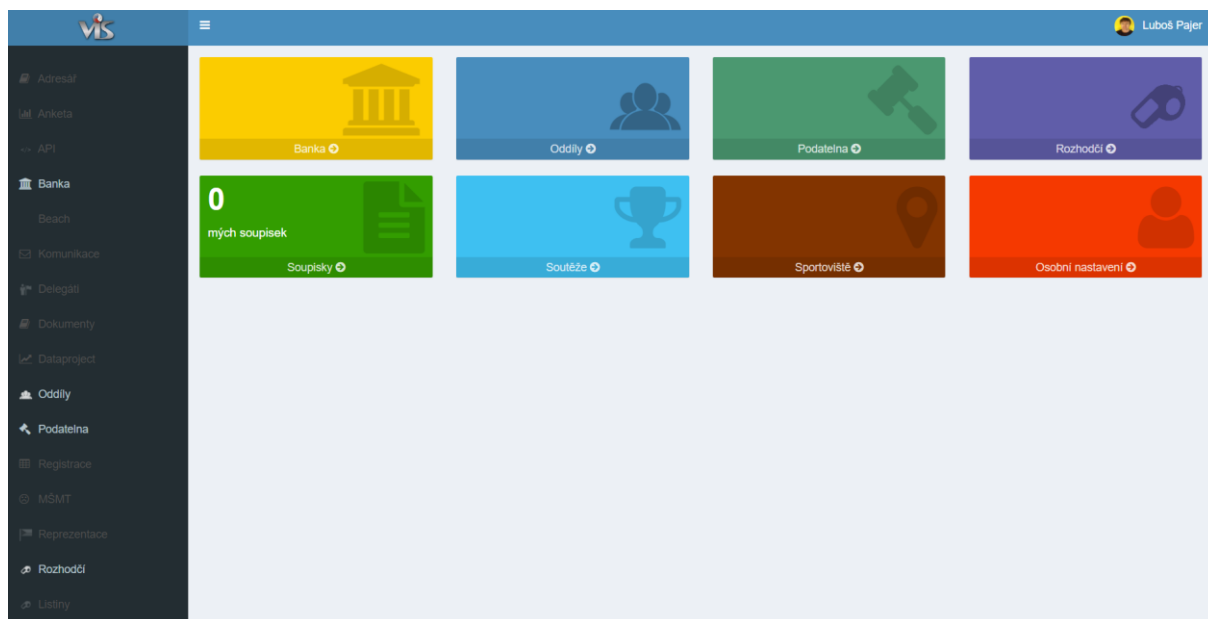 vis
Luboš Pajer
Adresář
Anketa
API
Banka
Beach
Komunikace
Delegáti
Dokumenty
Dataproject
Oddíly
Podatelna
Registrace
MŠMT
Reprezentace
Rozhodčí
Listiny
Banka
Oddíly
Podatelna
Rozhodčí
0
mých soupisek
Soupisky
Soutěže
Sportoviště
Osobní nastavení